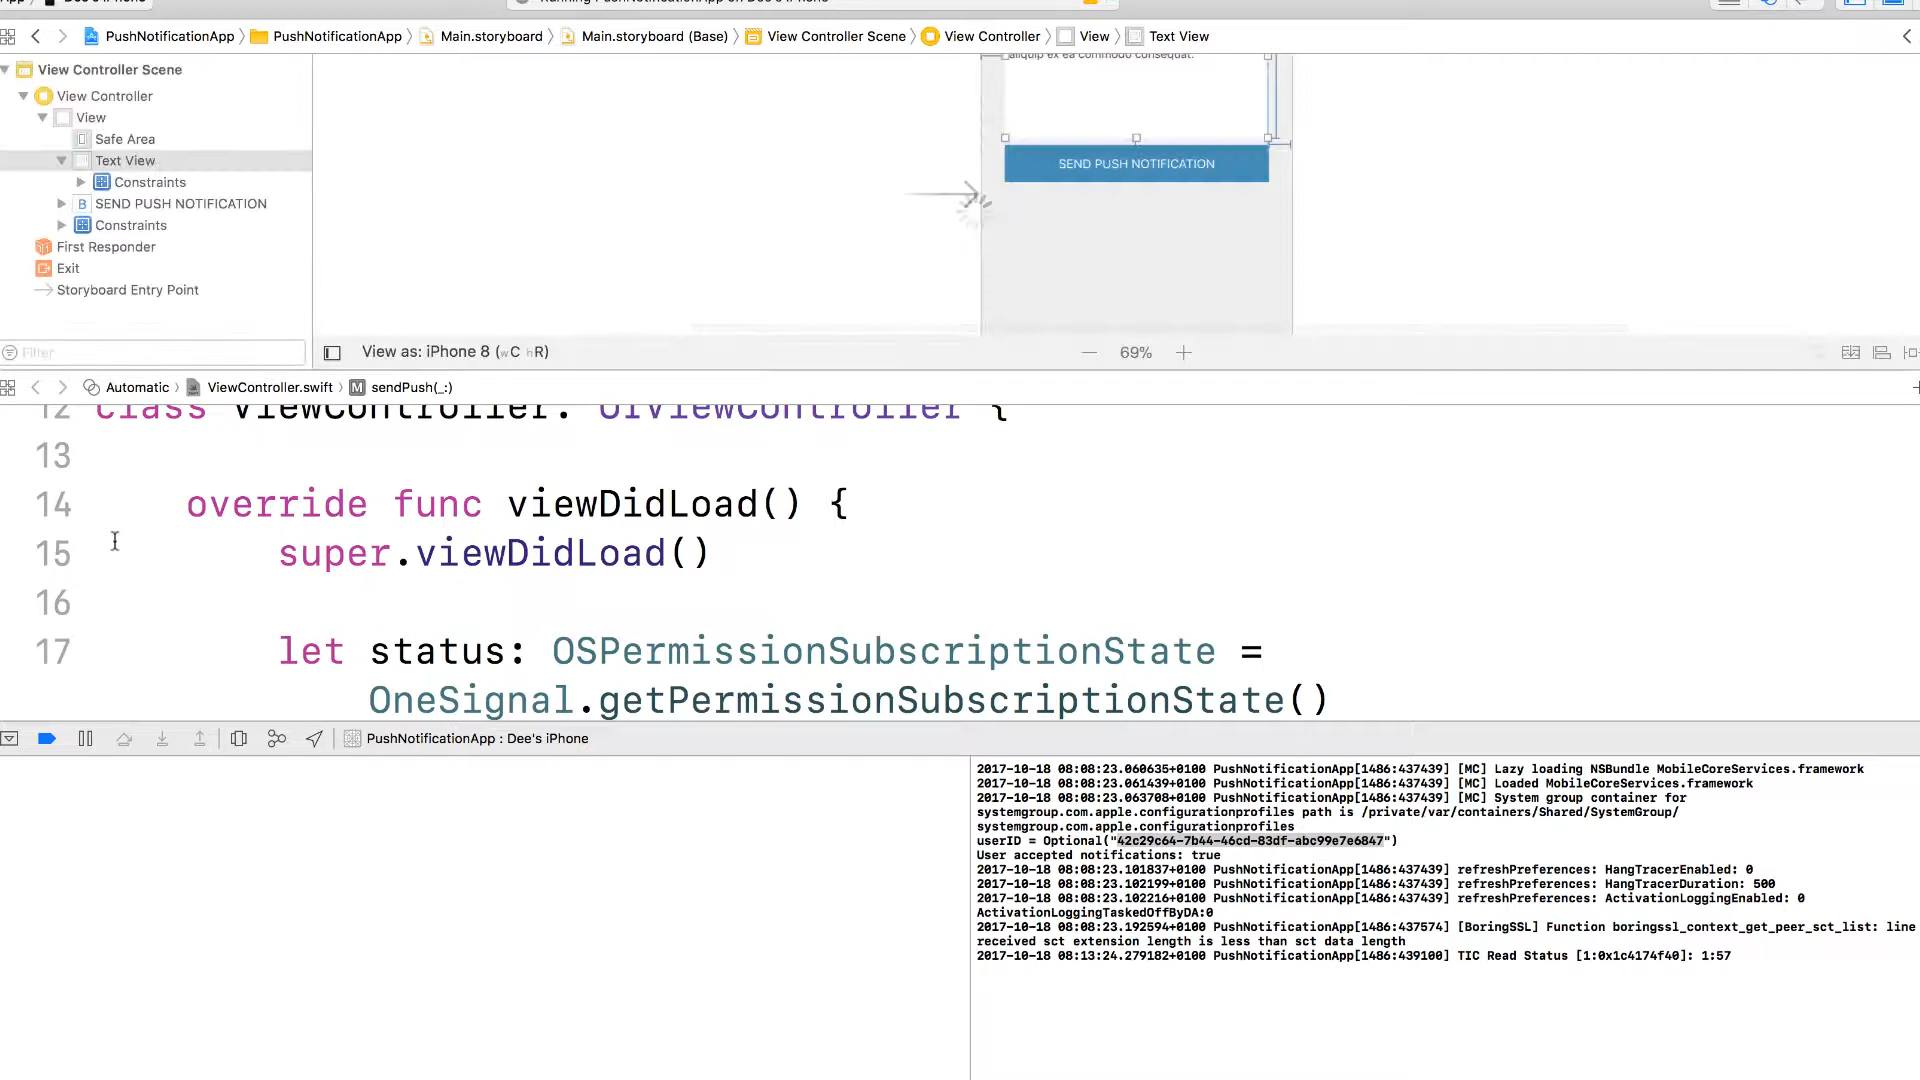 PushNotificationApp PushNotificationApp Main.storyboard Main.storyboard (Base) View Controller Scene View Controller View Text View
View Controller Scene
View Controller
View
Safe Area
Text View
Constraints
B SEND PUSH NOTIFICATION
Constraints
First Responder
Exit
Storyboard Entry Point
aliquip ex ea commodo consequat.
SEND PUSH NOTIFICATION
Filter
View as: iPhone 8 (wC hR)
69%
Automatic ViewController.swift M sendPush(_:)
12 class ViewController: UIViewController {
13
14 override func viewDidLoad() {
15 super.viewDidLoad()
16
17 let status: OSPermissionSubscriptionState =
OneSignal.getPermissionSubscriptionState()
PushNotificationApp : Dee's iPhone
2017-10-18 08:08:23.060635+0100 PushNotificationApp[1486:437439] [MC] Lazy loading NSBundle MobileCoreServices.framework
2017-10-18 08:08:23.061439+0100 PushNotificationApp[1486:437439] [MC] Loaded MobileCoreServices.framework
2017-10-18 08:08:23.063708+0100 PushNotificationApp[1486:437439] [MC] System group container for
systemgroup.com.apple.configurationprofiles path is /private/var/containers/Shared/SystemGroup/
systemgroup.com.apple.configurationprofiles
userID = Optional("42c29c64-7b44-46cd-83df-abc99e7e6847")
User accepted notifications: true
2017-10-18 08:08:23.101837+0100 PushNotificationApp[1486:437439] refreshPreferences: HangTracerEnabled: 0
2017-10-18 08:08:23.102199+0100 PushNotificationApp[1486:437439] refreshPreferences: HangTracerDuration: 500
2017-10-18 08:08:23.102216+0100 PushNotificationApp[1486:437439] refreshPreferences: ActivationLoggingEnabled: 0
ActivationLoggingTaskedOffByDA:0
2017-10-18 08:08:23.192594+0100 PushNotificationApp[1486:437574] [BoringSSL] Function boringssl_context_get_peer_sct_list: line
received sct extension length is less than sct data length
2017-10-18 08:13:24.279182+0100 PushNotificationApp[1486:439100] TIC Read Status [1:0x1c4174f40]: 1:57